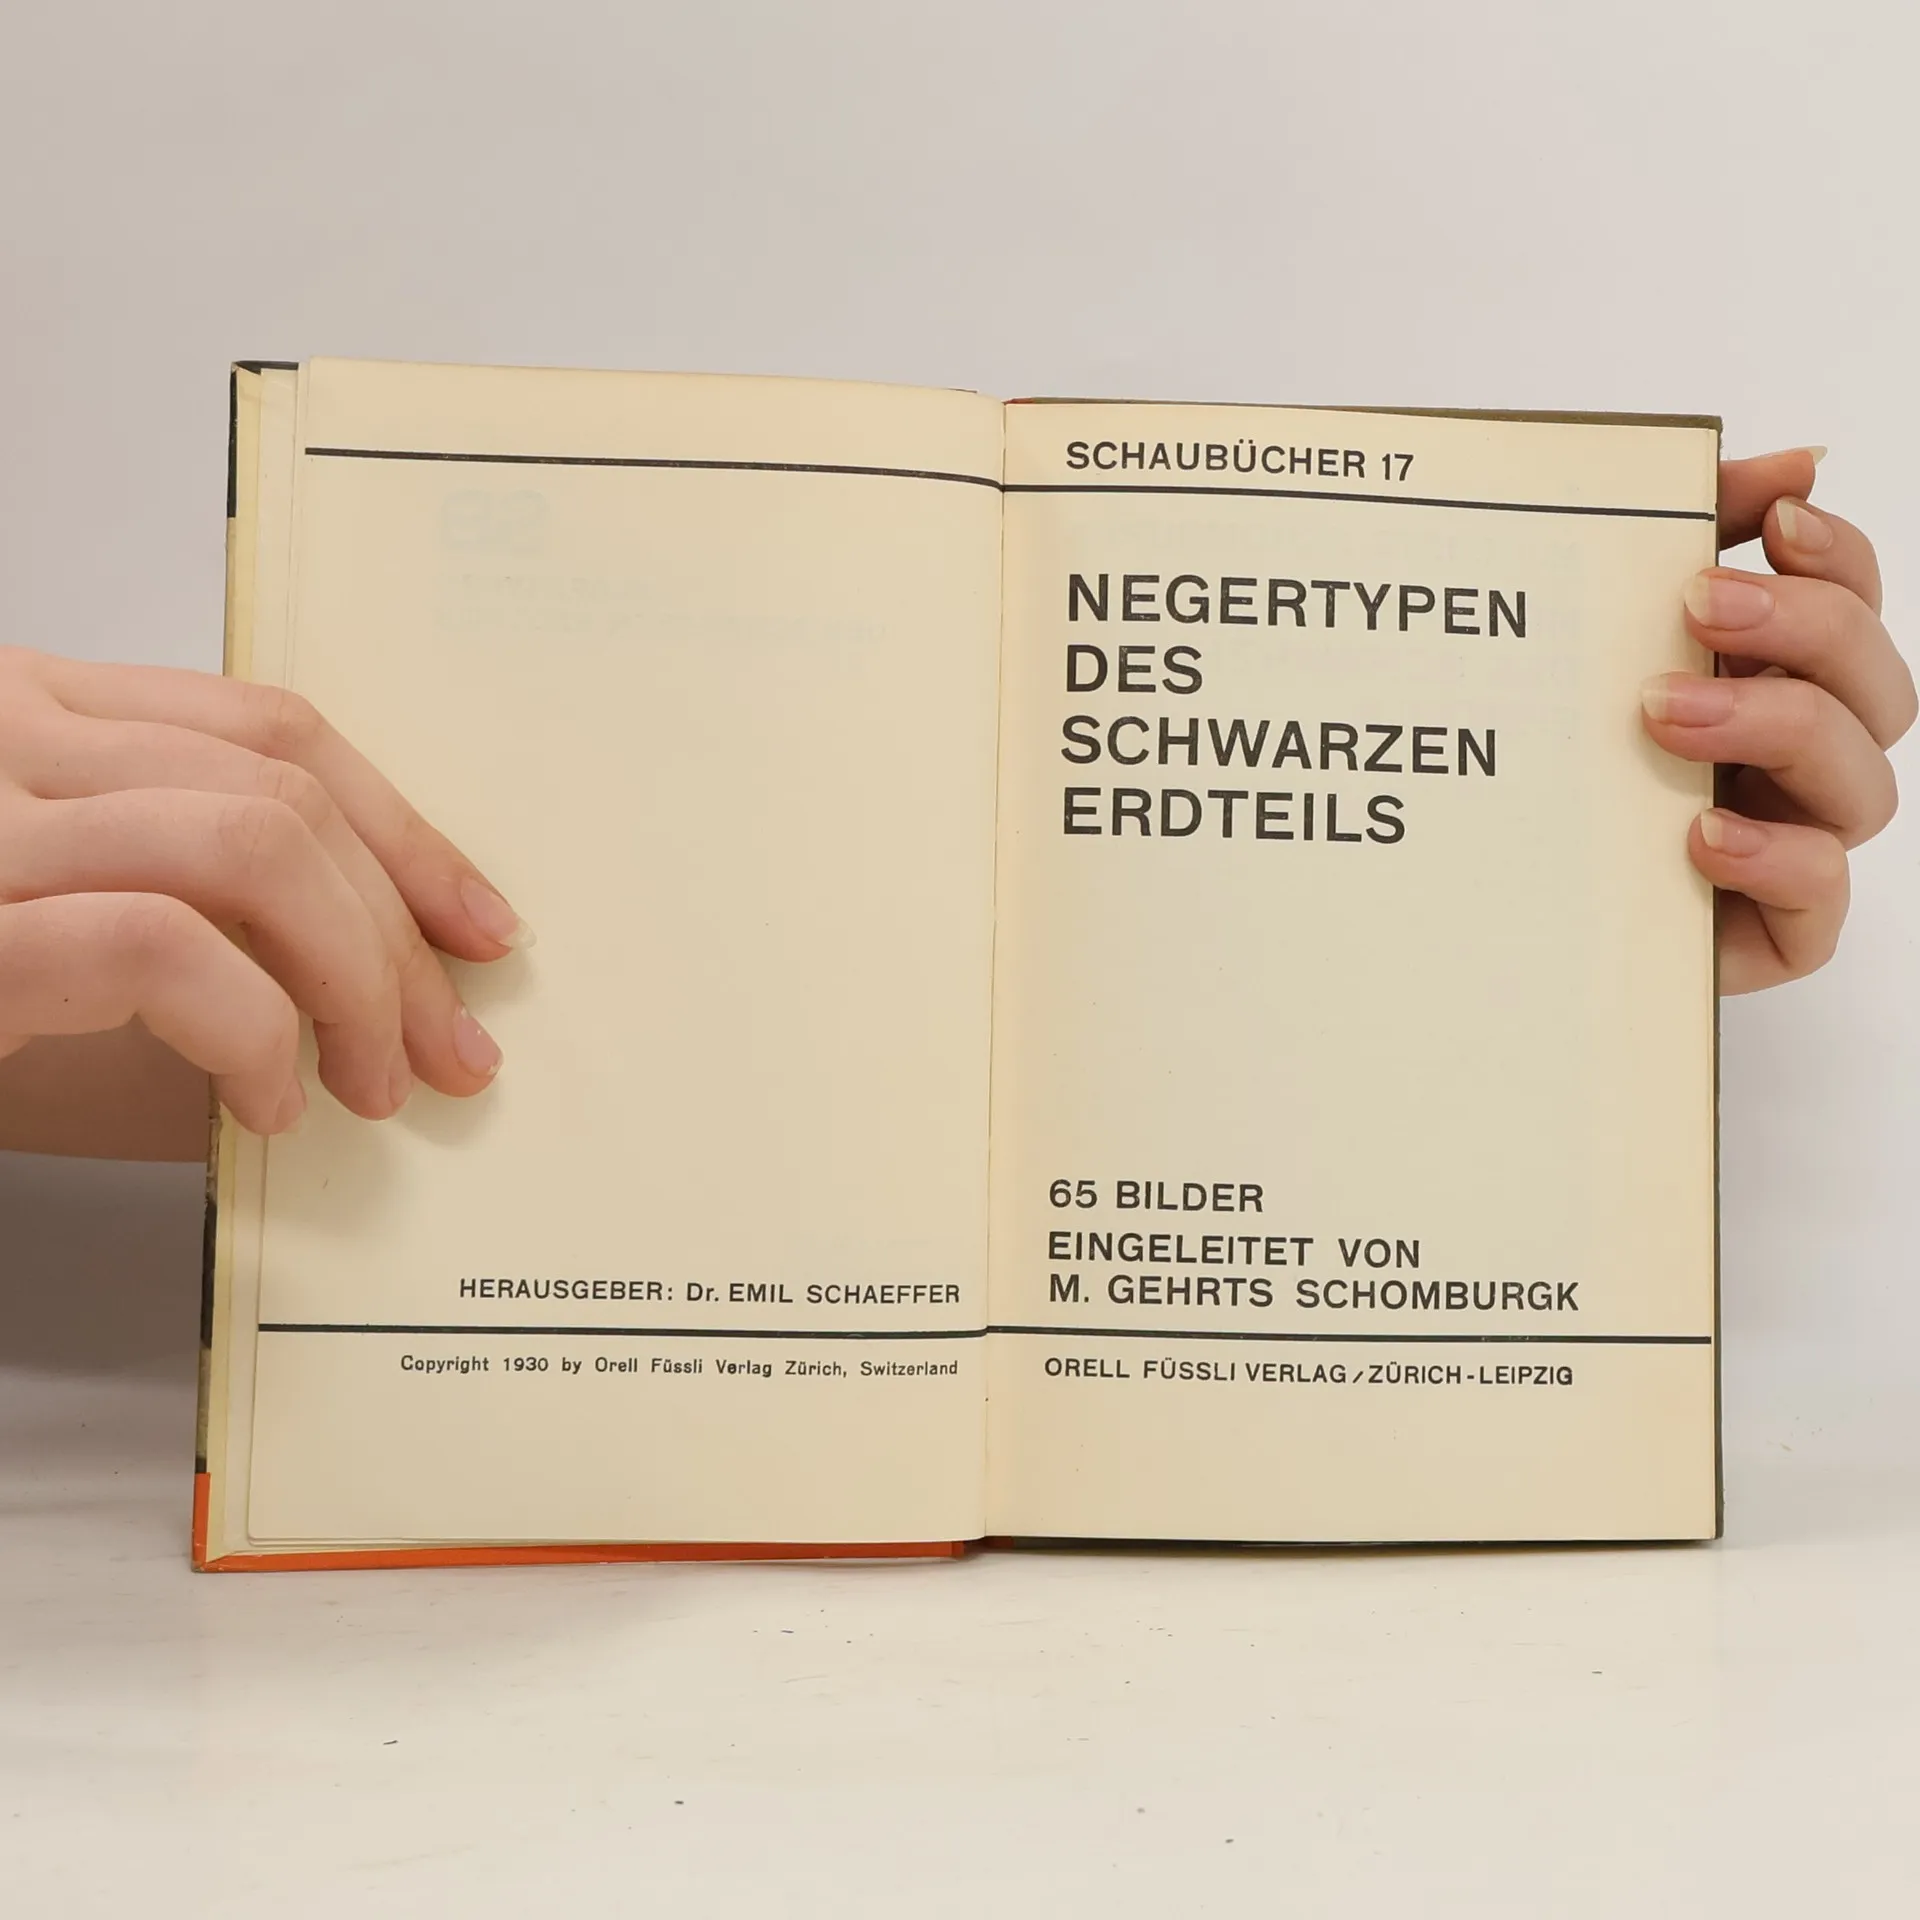 HERAUSGEBER: Dr. EMIL SCHAEFFER
Copyright 1930 by Orell Füssli Verlag Zürich, Switzerland
SCHAUBÜCHER 17
NEGERTYPEN
DES
SCHWARZEN
ERDTEILS
65 BILDER
EINGELEITET VON
M. GEHRTS SCHOMBURGK
ORELL FÜSSLI VERLAG/ZÜRICH-LEIPZIG